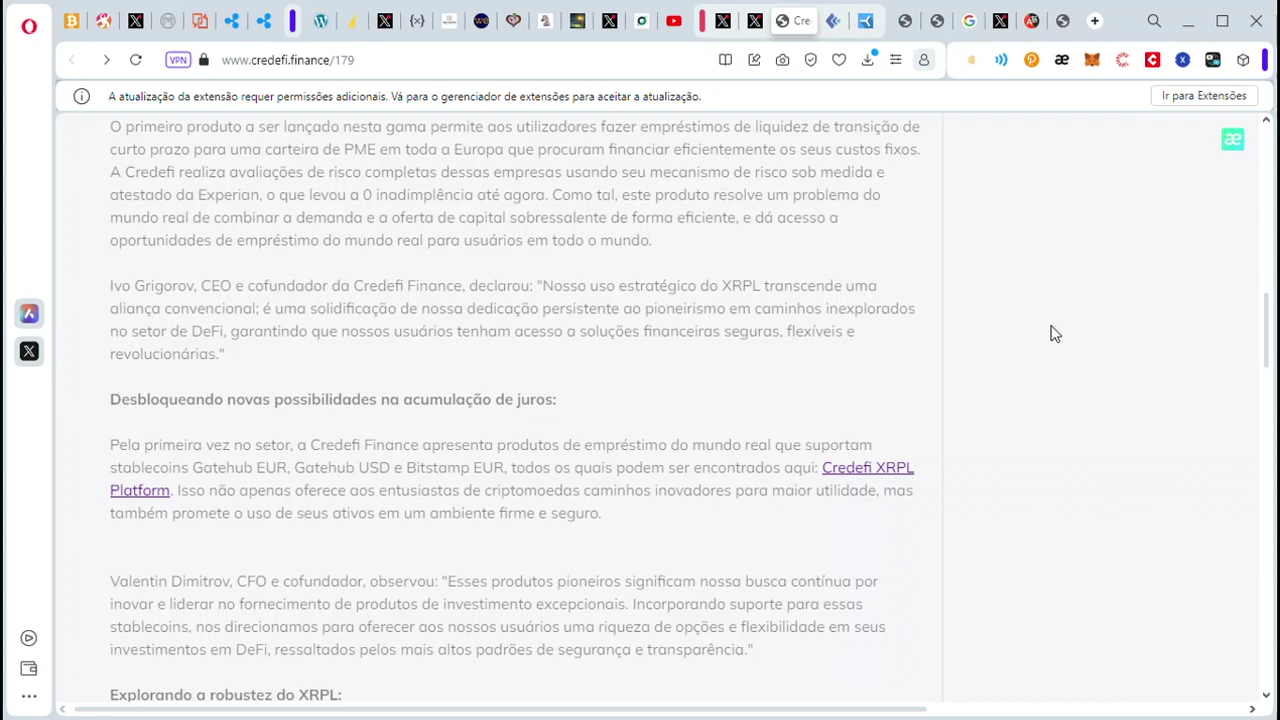 Cre
VPN
www.credefi.finance/179
A atualização da extensão requer permissões adicionais. Vá para o gerenciador de extensões para aceitar a atualização.
Ir para Extensões
O primeiro produto a ser lançado nesta gama permite aos utilizadores fazer empréstimos de liquidez de transição de
curto prazo para uma carteira de PME em toda a Europa que procuram financiar eficientemente os seus custos fixos.
A Credefi realiza avaliações de risco completas dessas empresas usando seu mecanismo de risco sob medida e
atestado da Experian, o que levou a 0 inadimplência até agora. Como tal, este produto resolve um problema do
mundo real de combinar a demanda e a oferta de capital sobressalente de forma eficiente, e dá acesso a
oportunidades de empréstimo do mundo real para usuários em todo o mundo.
Ivo Grigorov, CEO e cofundador da Credefi Finance, declarou: "Nosso uso estratégico do XRPL transcende uma
aliança convencional; é uma solidificação de nossa dedicação persistente ao pioneirismo em caminhos inexplorados
no setor de DeFi, garantindo que nossos usuários tenham acesso a soluções financeiras seguras, flexíveis e
revolucionárias."
Desbloqueando novas possibilidades na acumulação de juros:
Pela primeira vez no setor, a Credefi Finance apresenta produtos de empréstimo do mundo real que suportam
stablecoins Gatehub EUR, Gatehub USD e Bitstamp EUR, todos os quais podem ser encontrados aqui: Credefi XRPL
Platform. Isso não apenas oferece aos entusiastas de criptomoedas caminhos inovadores para maior utilidade, mas
também promete o uso de seus ativos em um ambiente firme e seguro.
Valentin Dimitrov, CFO e cofundador, observou: "Esses produtos pioneiros significam nossa busca contínua por
inovar e liderar no fornecimento de produtos de investimento excepcionais. Incorporando suporte para essas
stablecoins, nos direcionamos para oferecer aos nossos usuários uma riqueza de opções e flexibilidade em seus
investimentos em DeFi, ressaltados pelos mais altos padrões de segurança e transparência."
Explorando a robustez do XRPL: